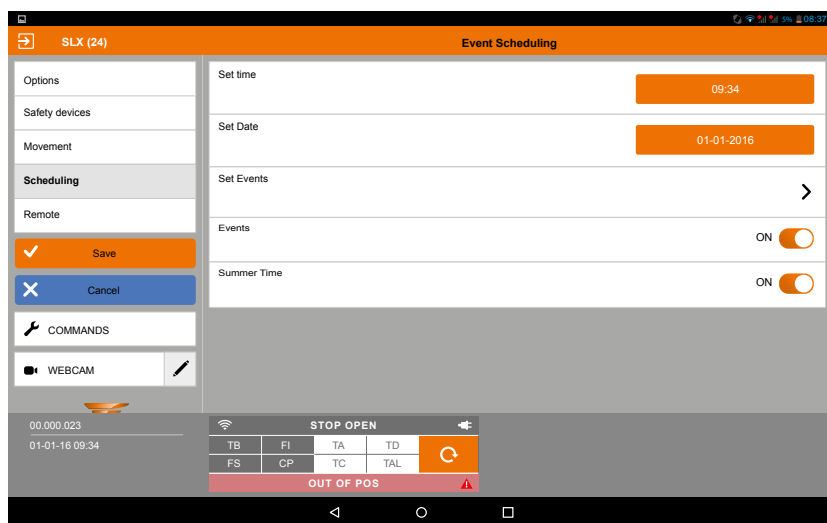 5% 08:37
SLX (24)
Event Scheduling
Options
Safety devices
Movement
Scheduling
Remote
Save
Cancel
COMMANDS
WEBCAM
Set time
09:34
Set Date
01-01-2016
Set Events
Events
ON
Summer Time
ON
00.000.023
01-01-16 09:34
STOP OPEN
TB FI TA TD
FS CP TC TAL
OUT OF POS